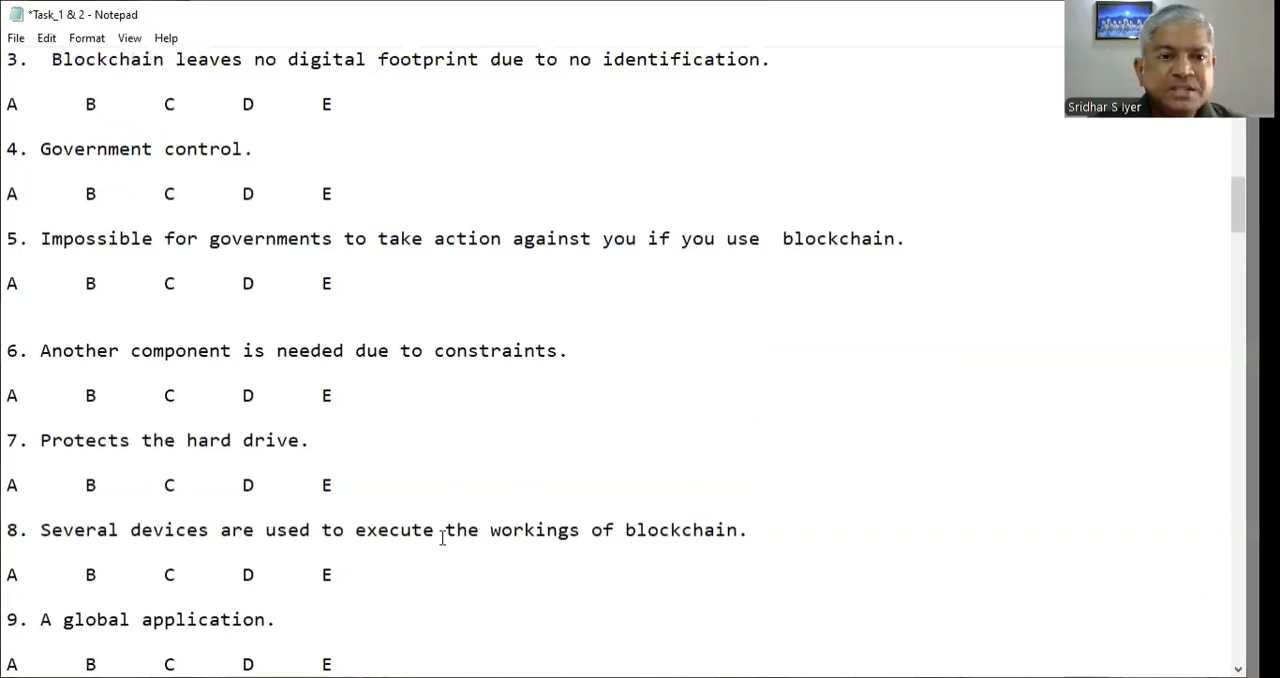 *Task_1 & 2 - Notepad
File Edit Format View Help
3.  Blockchain leaves no digital footprint due to no identification.
A B C D E
4. Government control.
A B C D E
5. Impossible for governments to take action against you if you use  blockchain.
A B C D E
6. Another component is needed due to constraints.
A B C D E
7. Protects the hard drive.
A B C D E
8. Several devices are used to execute the workings of blockchain.
A B C D E
9. A global application.
A B C D E
Sridhar S Iyer